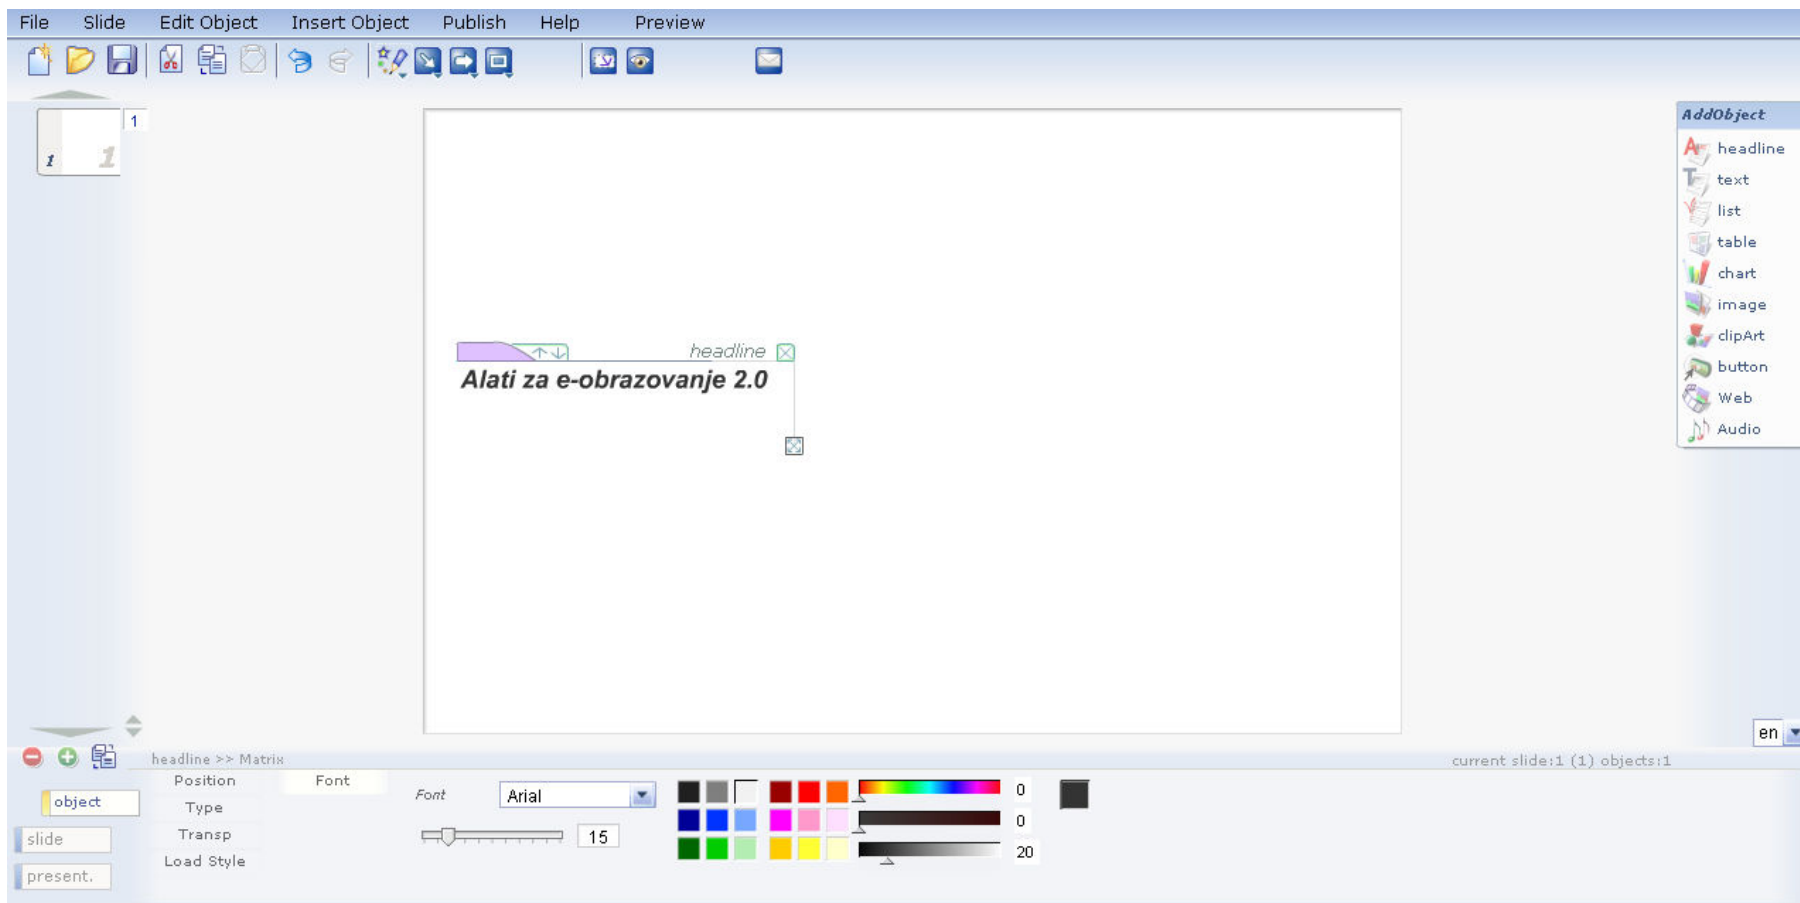 File Slide Edit Object Insert Object Publish Help Preview
1
1 1
AddObject
headline
text
list
table
chart
image
clipArt
button
Web
Audio
headline
Alati za e-obrazovanje 2.0
en
headline >> Matrix
current slide:1 (1) objects:1
object
slide
present.
Position
Type
Transp
Load Style
Font
Font
Arial
15
0
0
20